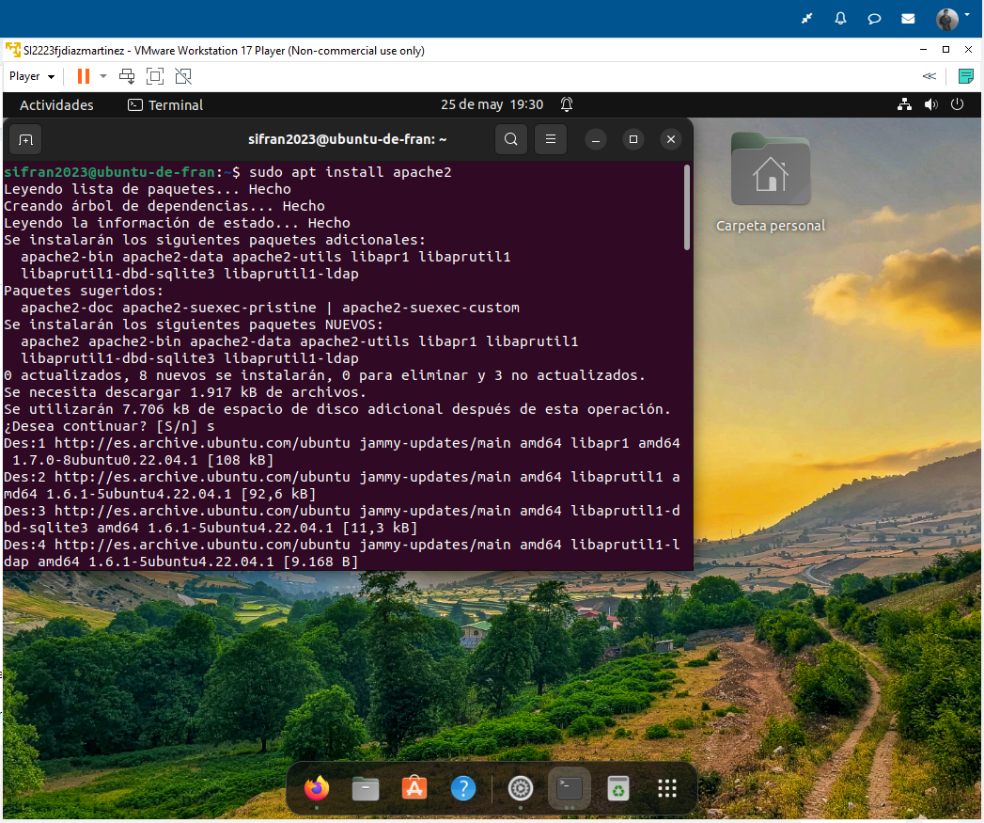 SI2223fjdiazmartinez - VMware Workstation 17 Player (Non-commercial use only)
Player
Actividades
Terminal
25 de may 19:30
sifran2023@ubuntu-de-fran: ~
sifran2023@ubuntu-de-fran:~$ sudo apt install apache2
Leyendo lista de paquetes... Hecho
Creando árbol de dependencias... Hecho
Leyendo la información de estado... Hecho
Se instalarán los siguientes paquetes adicionales:
apache2-bin apache2-data apache2-utils libapr1 libaprutil1
libaprutil1-dbd-sqlite3 libaprutil1-ldap
Paquetes sugeridos:
apache2-doc apache2-suexec-pristine | apache2-suexec-custom
Se instalarán los siguientes paquetes NUEVOS:
apache2 apache2-bin apache2-data apache2-utils libapr1 libaprutil1
libaprutil1-dbd-sqlite3 libaprutil1-ldap
0 actualizados, 8 nuevos se instalarán, 0 para eliminar y 3 no actualizados.
Se necesita descargar 1.917 kB de archivos.
Se utilizarán 7.706 kB de espacio de disco adicional después de esta operación.
¿Desea continuar? [S/n] s
Des:1 http://es.archive.ubuntu.com/ubuntu jammy-updates/main amd64 libapr1 amd64
1.7.0-8ubuntu0.22.04.1 [108 kB]
Des:2 http://es.archive.ubuntu.com/ubuntu jammy-updates/main amd64 libaprutil1 a
md64 1.6.1-5ubuntu4.22.04.1 [92,6 kB]
Des:3 http://es.archive.ubuntu.com/ubuntu jammy-updates/main amd64 libaprutil1-d
bd-sqlite3 amd64 1.6.1-5ubuntu4.22.04.1 [11,3 kB]
Des:4 http://es.archive.ubuntu.com/ubuntu jammy-updates/main amd64 libaprutil1-l
dap amd64 1.6.1-5ubuntu4.22.04.1 [9.168 B]
Carpeta personal